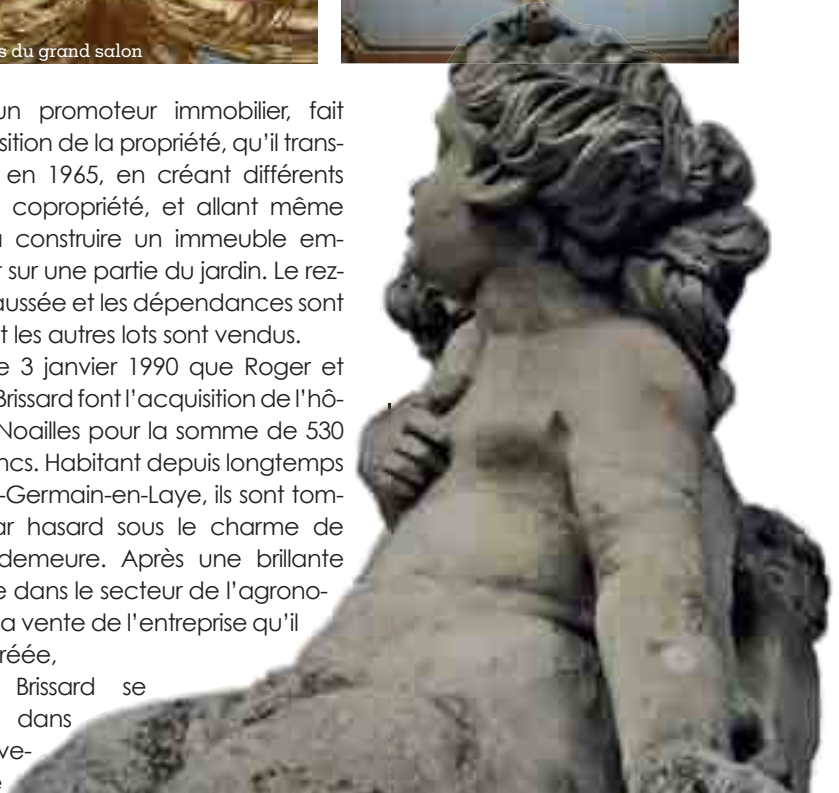 s du grand salon
un promoteur immobilier, fait
sition de la propriété, qu'il trans-
en 1965, en créant différents
copropriété, et allant même
construire un immeuble em-
sur une partie du jardin. Le rez-
aussée et les dépendances sont
t les autres lots sont vendus.
e 3 janvier 1990 que Roger et
Brissard font l'acquisition de l'hô-
Noailles pour la somme de 530
ncs. Habitant depuis longtemps
-Germain-en-Laye, ils sont tom-
ar hasard sous le charme de
demeure. Après une brillante
e dans le secteur de l'agrono-
a vente de l'entreprise qu'il
réée,
Brissard se
dans
ve-